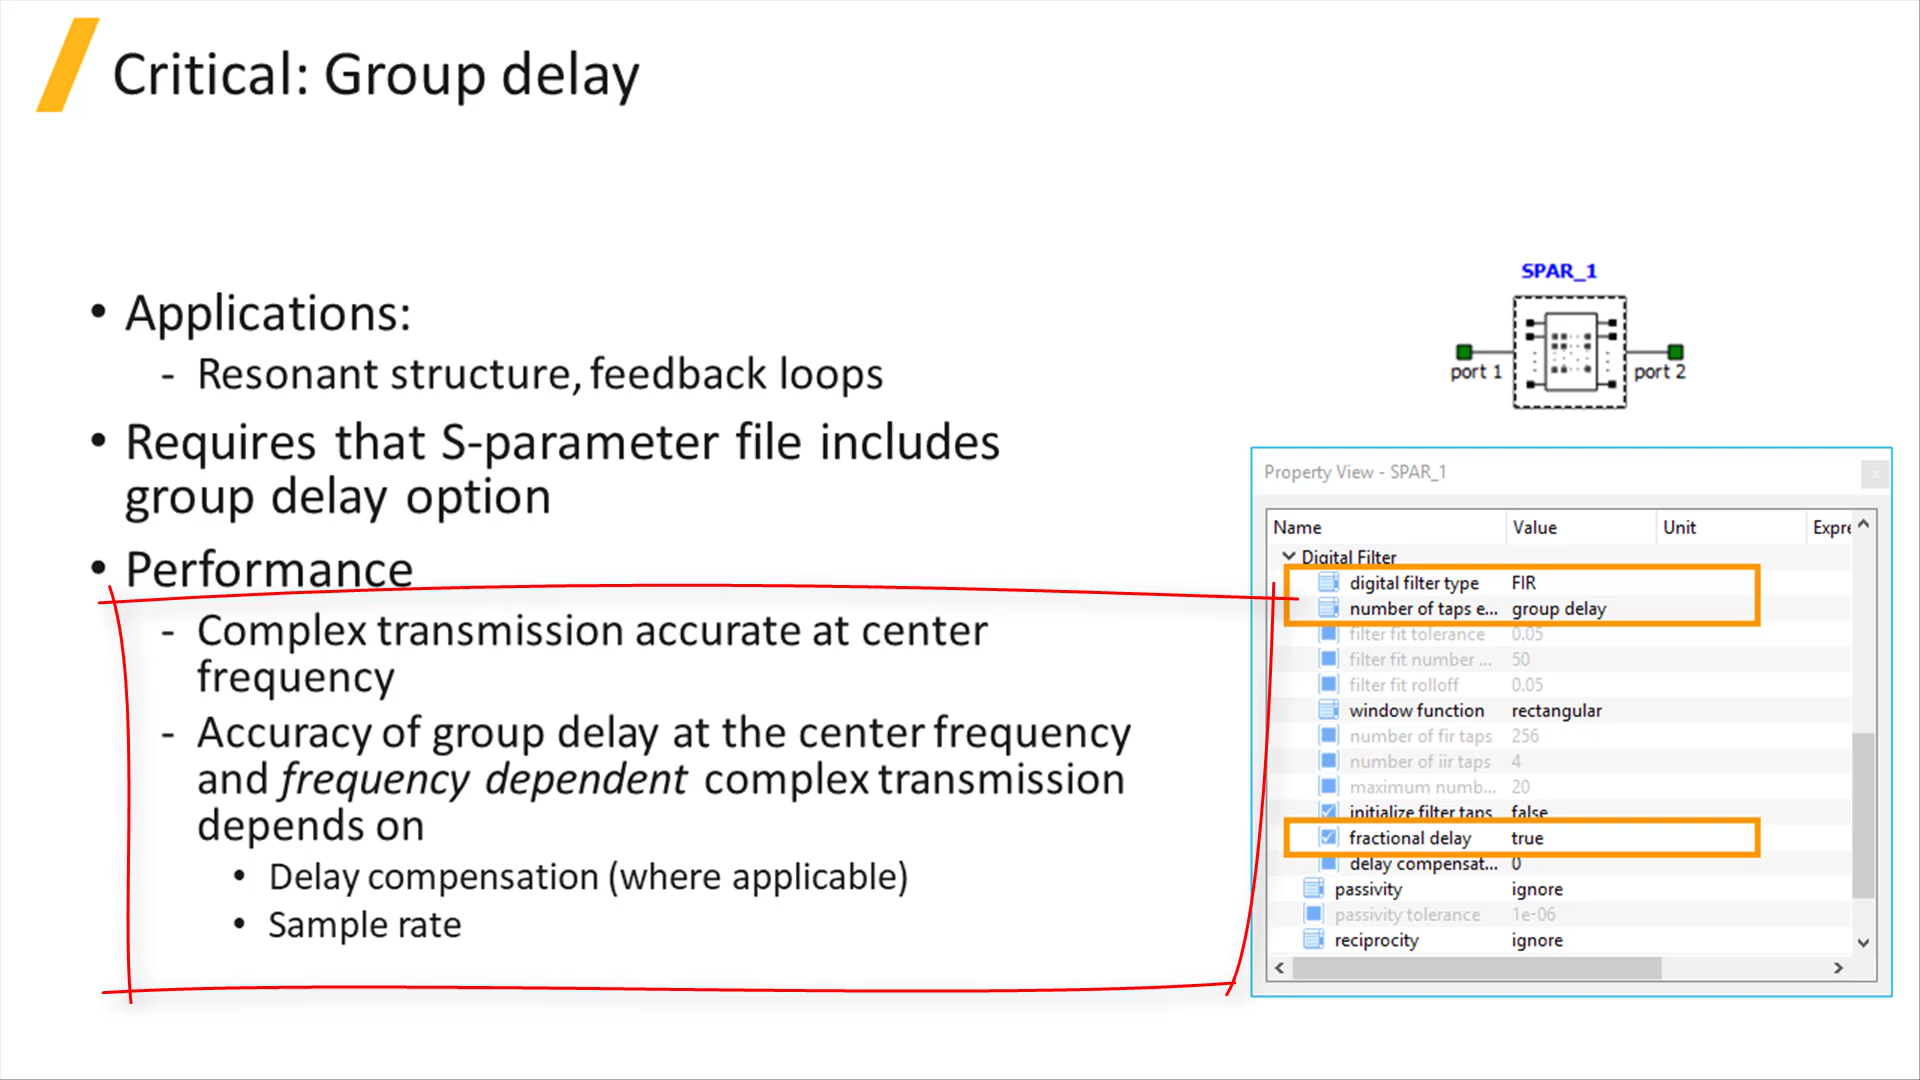 Critical: Group delay
• Applications:
- Resonant structure, feedback loops
• Requires that S-parameter file includes
group delay option
• Performance
- Complex transmission accurate at center
frequency
- Accuracy of group delay at the center frequency
and frequency dependent complex transmission
depends on
• Delay compensation (where applicable)
• Sample rate
SPAR_1
port 1 port 2
Property View - SPAR_1
Name Value Unit Expre
Digital Filter
digital filter type FIR
number of taps e... group delay
filter fit tolerance 0.05
filter fit number ... 50
filter fit rolloff 0.05
window function rectangular
number of fir taps 256
number of iir taps 4
maximum numb... 20
initialize filter taps false
fractional delay true
delay compensat... 0
passivity ignore
passivity tolerance 1e-06
reciprocity ignore